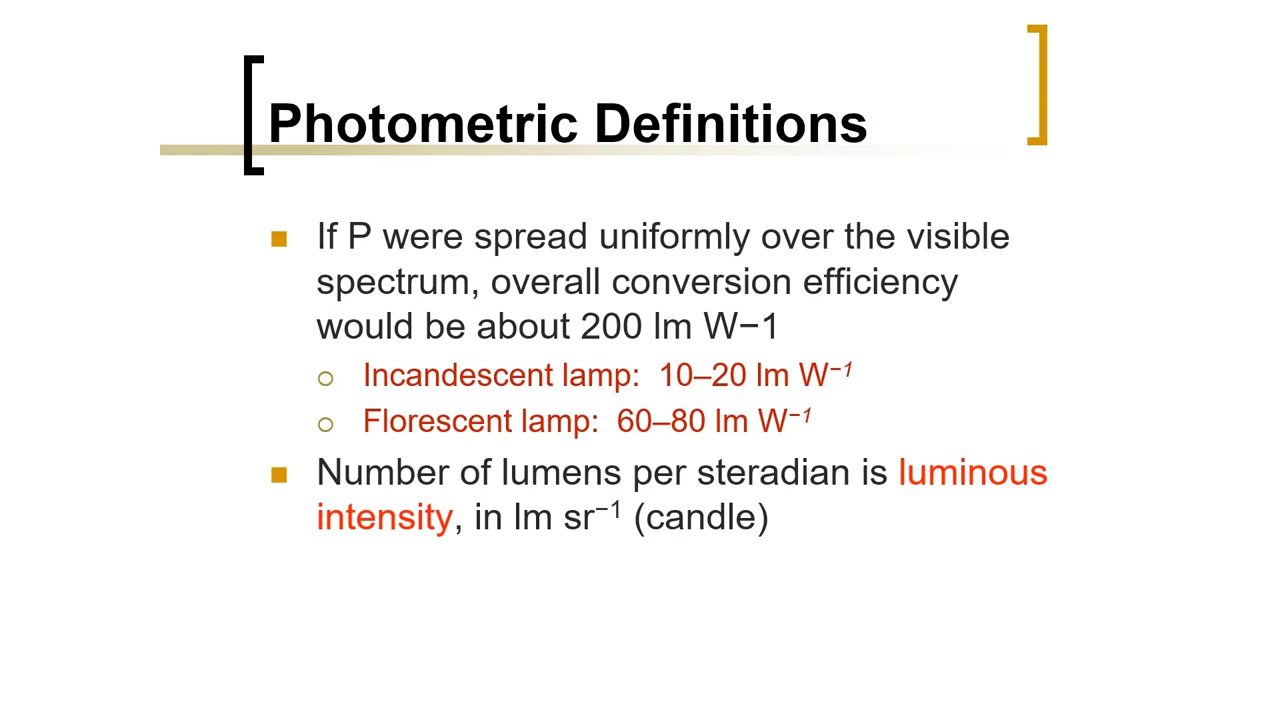 Photometric Definitions
If P were spread uniformly over the visible
spectrum, overall conversion efficiency
would be about 200 lm W−1
Incandescent lamp: 10–20 lm W⁻¹
Florescent lamp: 60–80 lm W⁻¹
Number of lumens per steradian is luminous
intensity, in lm sr⁻¹ (candle)